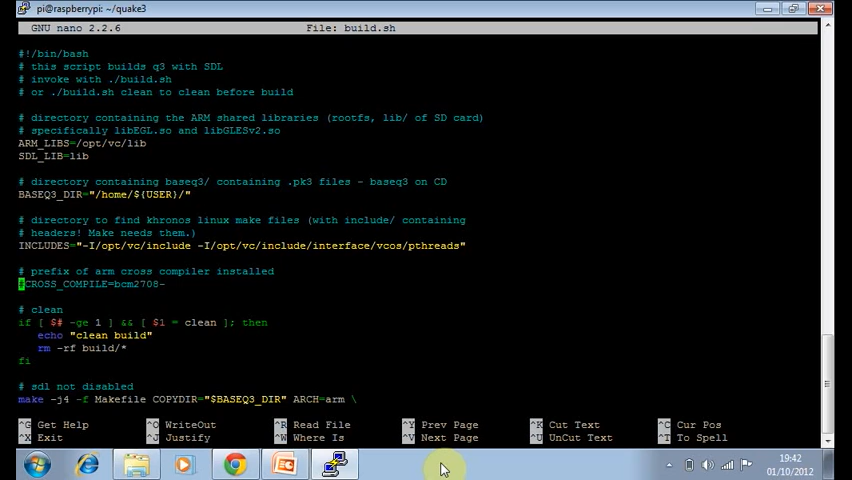 pi@raspberrypi: ~/quake3
GNU nano 2.2.6 File: build.sh
#!/bin/bash
# this script builds q3 with SDL
# invoke with ./build.sh
# or ./build.sh clean to clean before build
# directory containing the ARM shared libraries (rootfs, lib/ of SD card)
# specifically libEGL.so and libGLESv2.so
ARM_LIBS=/opt/vc/lib
SDL_LIB=lib
# directory containing baseq3/ containing .pk3 files - baseq3 on CD
BASEQ3_DIR="/home/${USER}/"
# directory to find khronos linux make files (with include/ containing
# headers! Make needs them.)
INCLUDES="-I/opt/vc/include -I/opt/vc/include/interface/vcos/pthreads"
# prefix of arm cross compiler installed
#CROSS_COMPILE=bcm2708-
# clean
if [ $# -ge 1 ] && [ $1 = clean ]; then
echo "clean build"
rm -rf build/*
fi
# sdl not disabled
make -j4 -f Makefile COPYDIR="$BASEQ3_DIR" ARCH=arm \
^G Get Help ^O WriteOut ^R Read File ^Y Prev Page ^K Cut Text ^C Cur Pos
^X Exit ^J Justify ^W Where Is ^V Next Page ^U UnCut Text ^T To Spell
19:42
01/10/2012